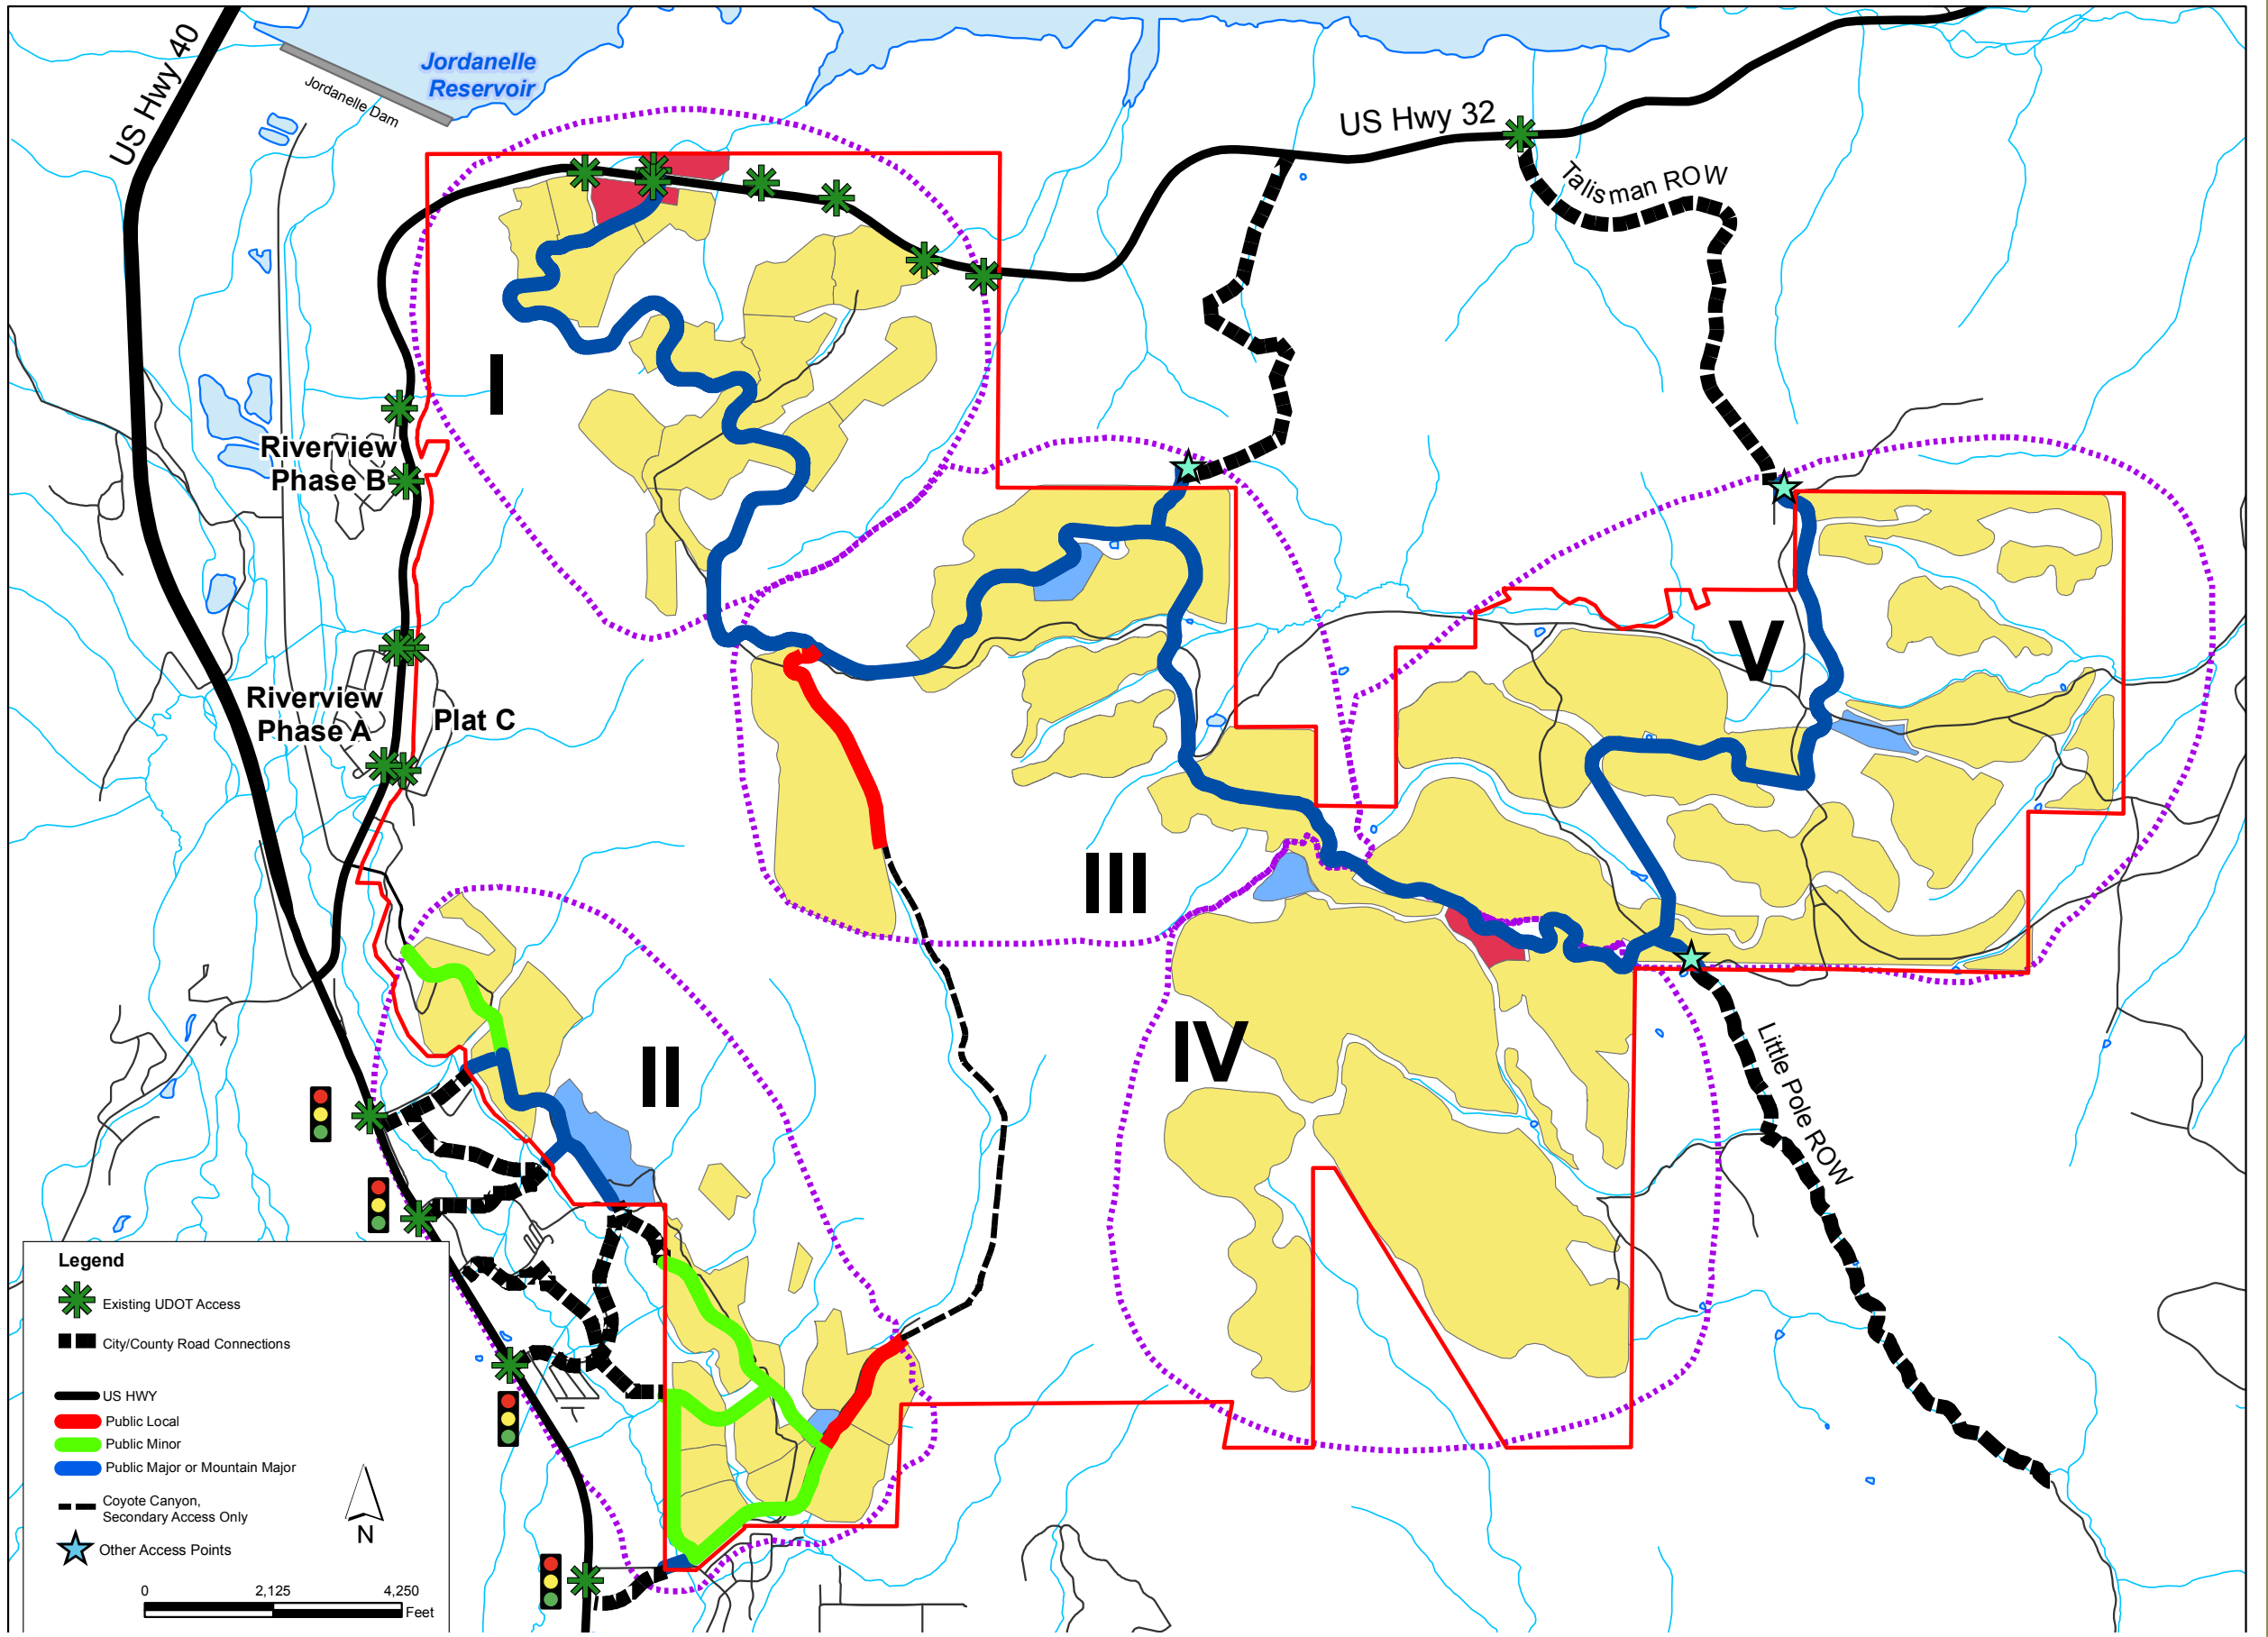 US Hwy 40
Jordanelle
Reservoir
Jordanelle Dam
US Hwy 32
Talisman ROW
I
Riverview
Phase B
Riverview
Phase A
Plat C
V
III
IV
II
Little Pole ROW
Legend
Existing UDOT Access
City/County Road Connections
US HWY
Public Local
Public Minor
Public Major or Mountain Major
Coyote Canyon,
Secondary Access Only
Other Access Points
N
0 2,125 4,250
Feet